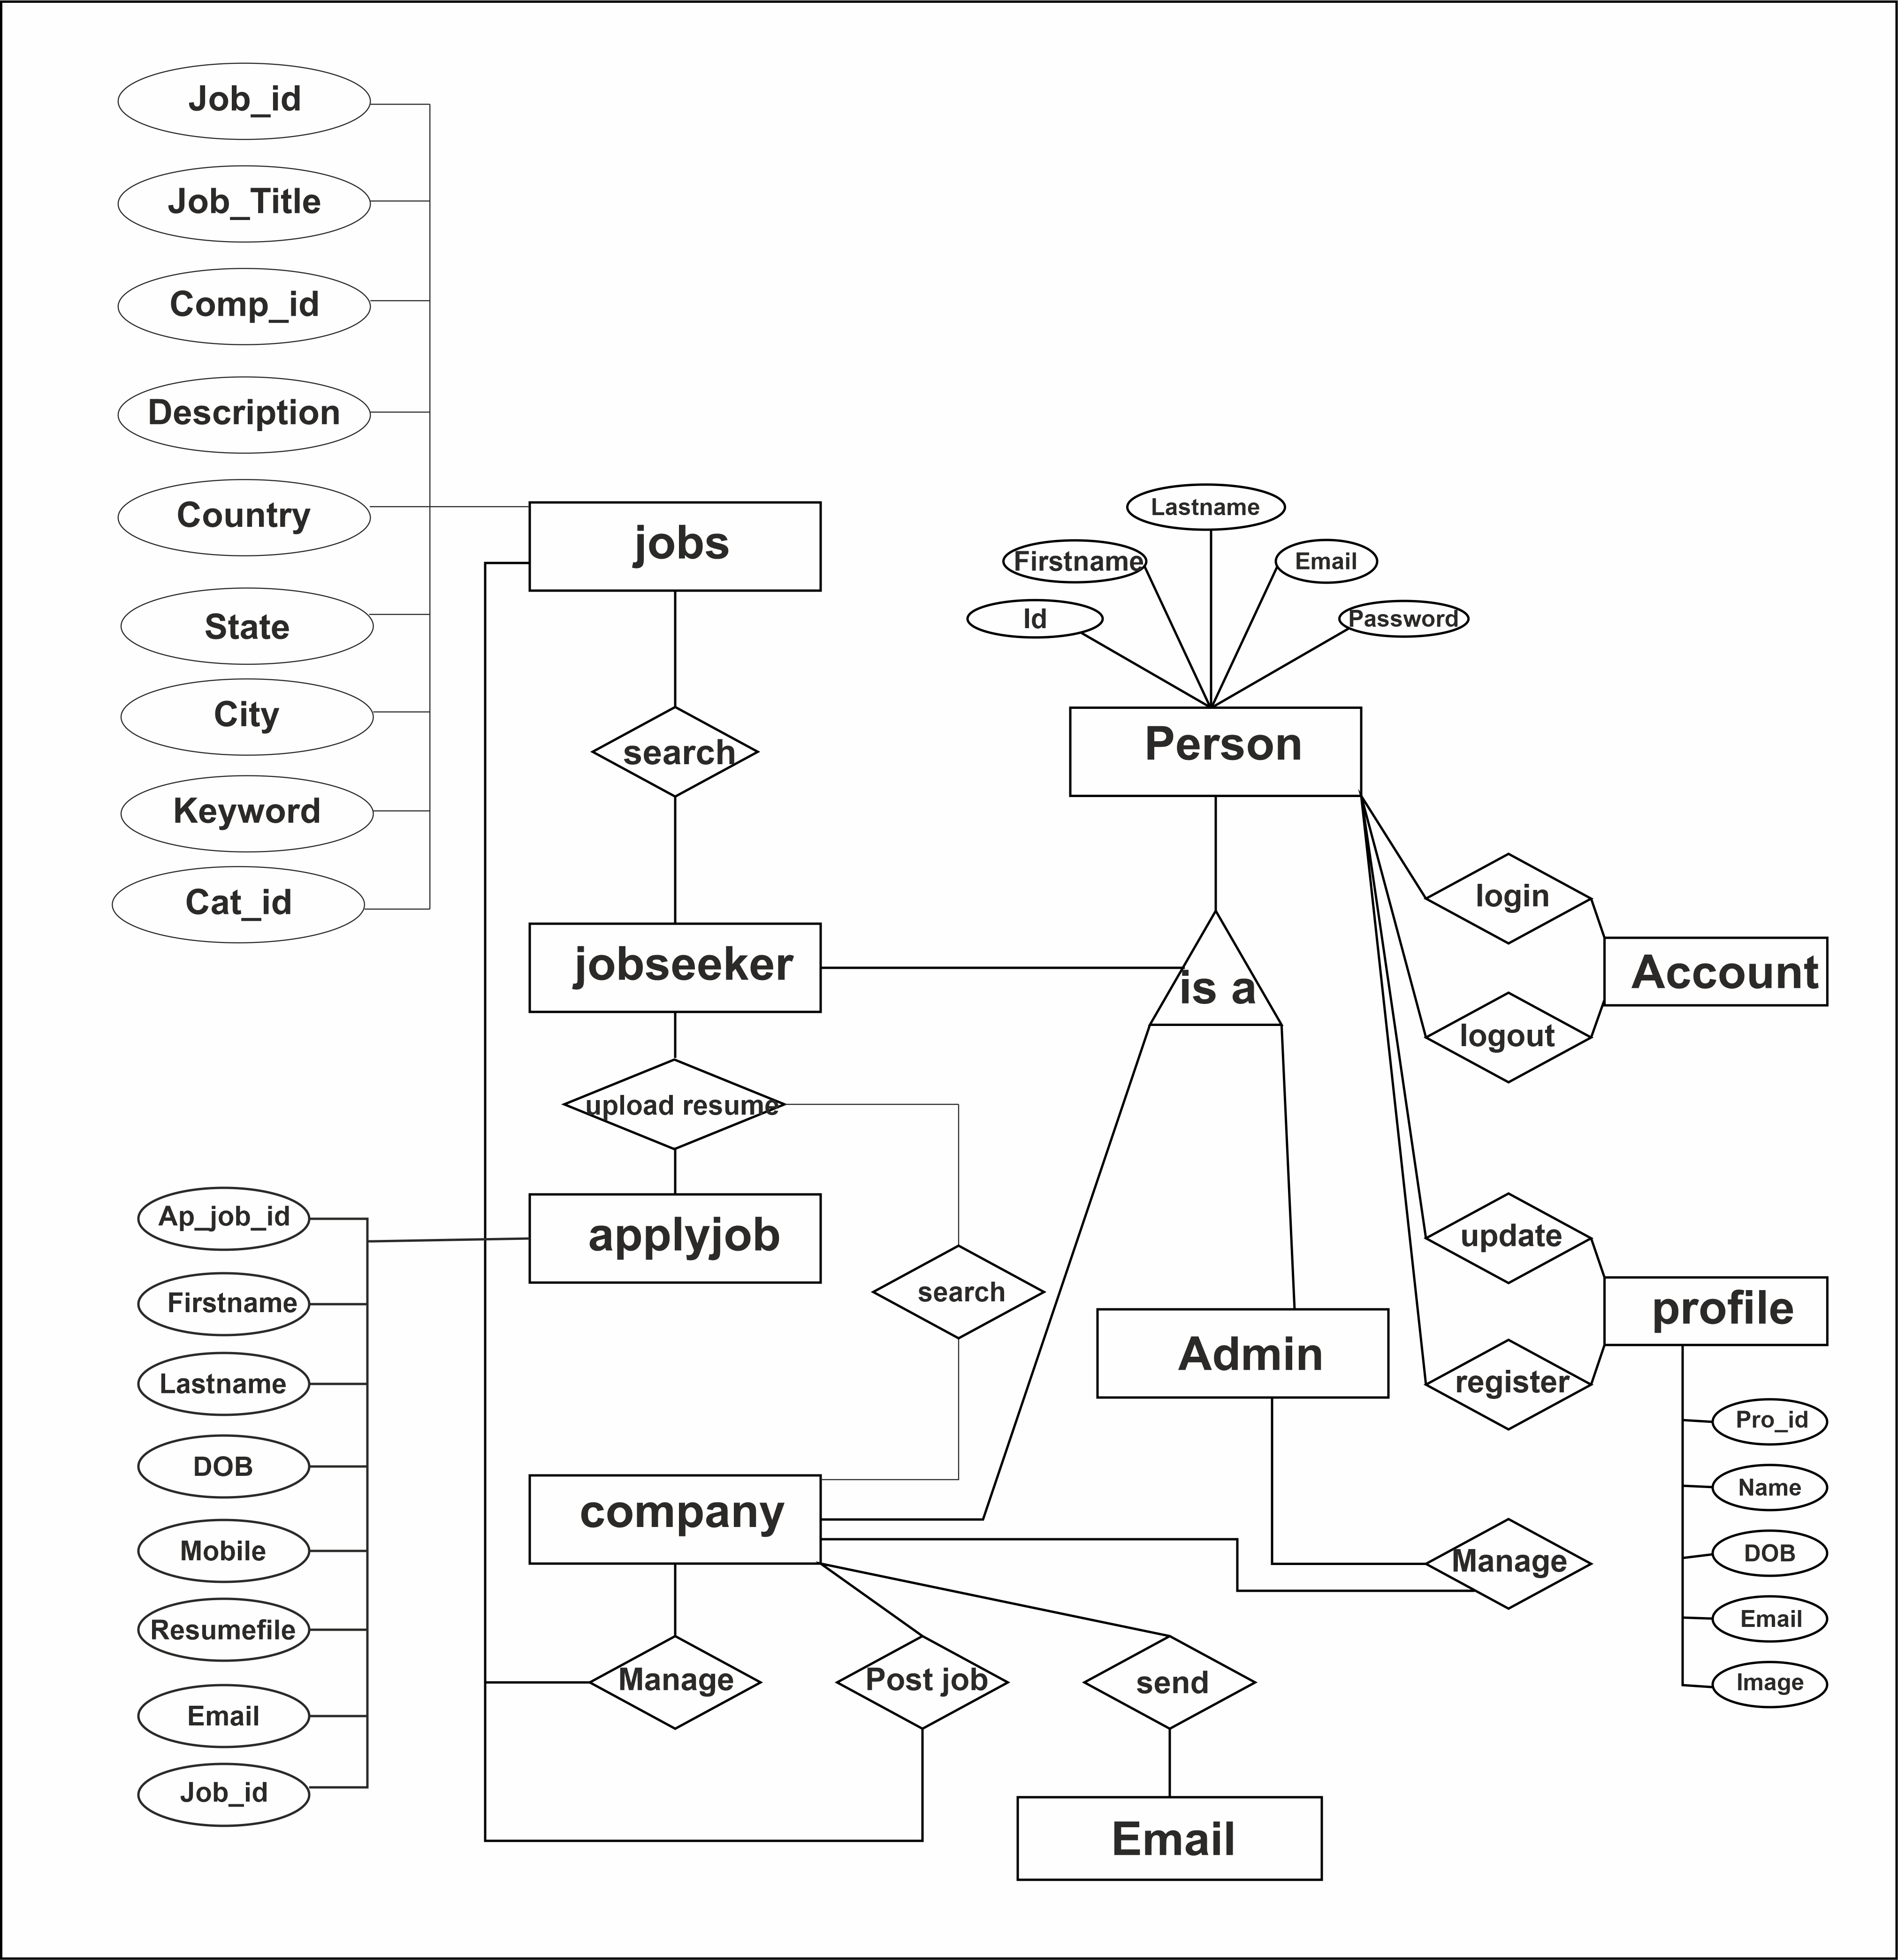 Job_id
Job_Title
Comp_id
Description
Country
State
City
Keyword
Cat_id
jobs
search
jobseeker
upload resume
applyjob
search
company
Manage
Post job
send
Email
Lastname
Firstname
Email
Id
Password
Person
is a
Admin
Manage
login
logout
Account
update
register
profile
Pro_id
Name
DOB
Email
Image
Ap_job_id
Firstname
Lastname
DOB
Mobile
Resumefile
Email
Job_id